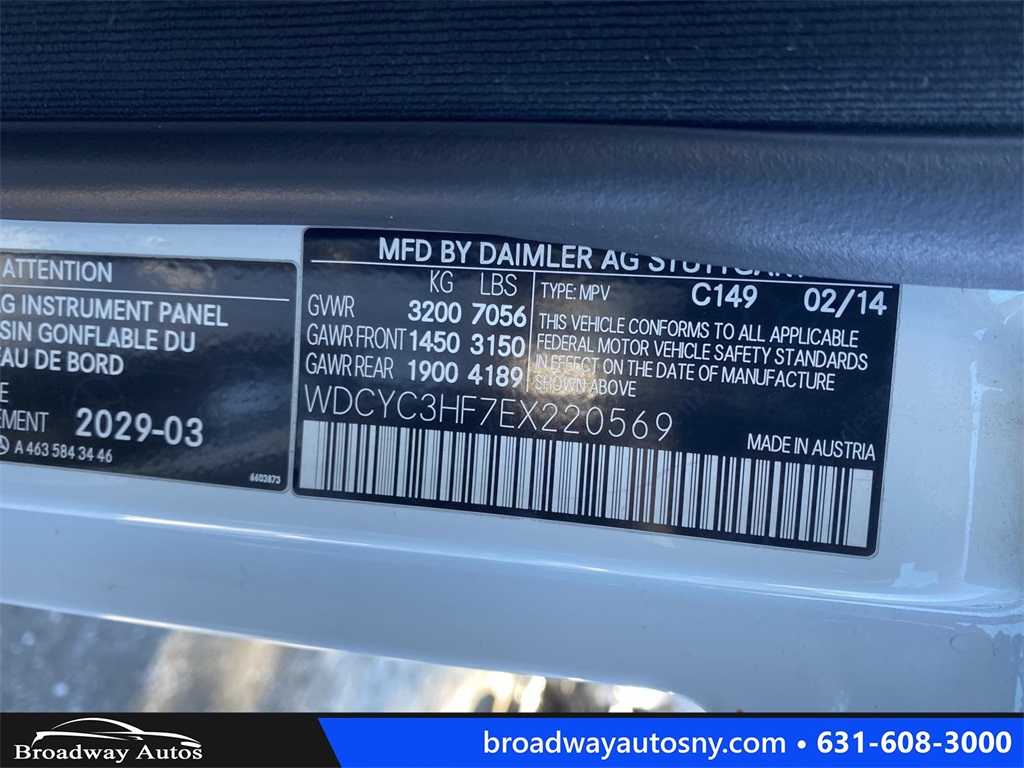 ATTENTION
G INSTRUMENT PANEL
SIN GONFLABLE DU
EAU DE BORD
E
EMENT 2029-03
A 463 584 34 46
6603873
MFD BY DAIMLER AG STUTTGART
KG LBS
GVWR 3200 7056
GAWR FRONT 1450 3150
GAWR REAR 1900 4189
TYPE: MPV C149 02/14
THIS VEHICLE CONFORMS TO ALL APPLICABLE
FEDERAL MOTOR VEHICLE SAFETY STANDARDS
IN EFFECT ON THE DATE OF MANUFACTURE
SHOWN ABOVE
WDCYC3HF7EX220569
MADE IN AUSTRIA
Broadway Autos
broadwayautosny.com • 631-608-3000